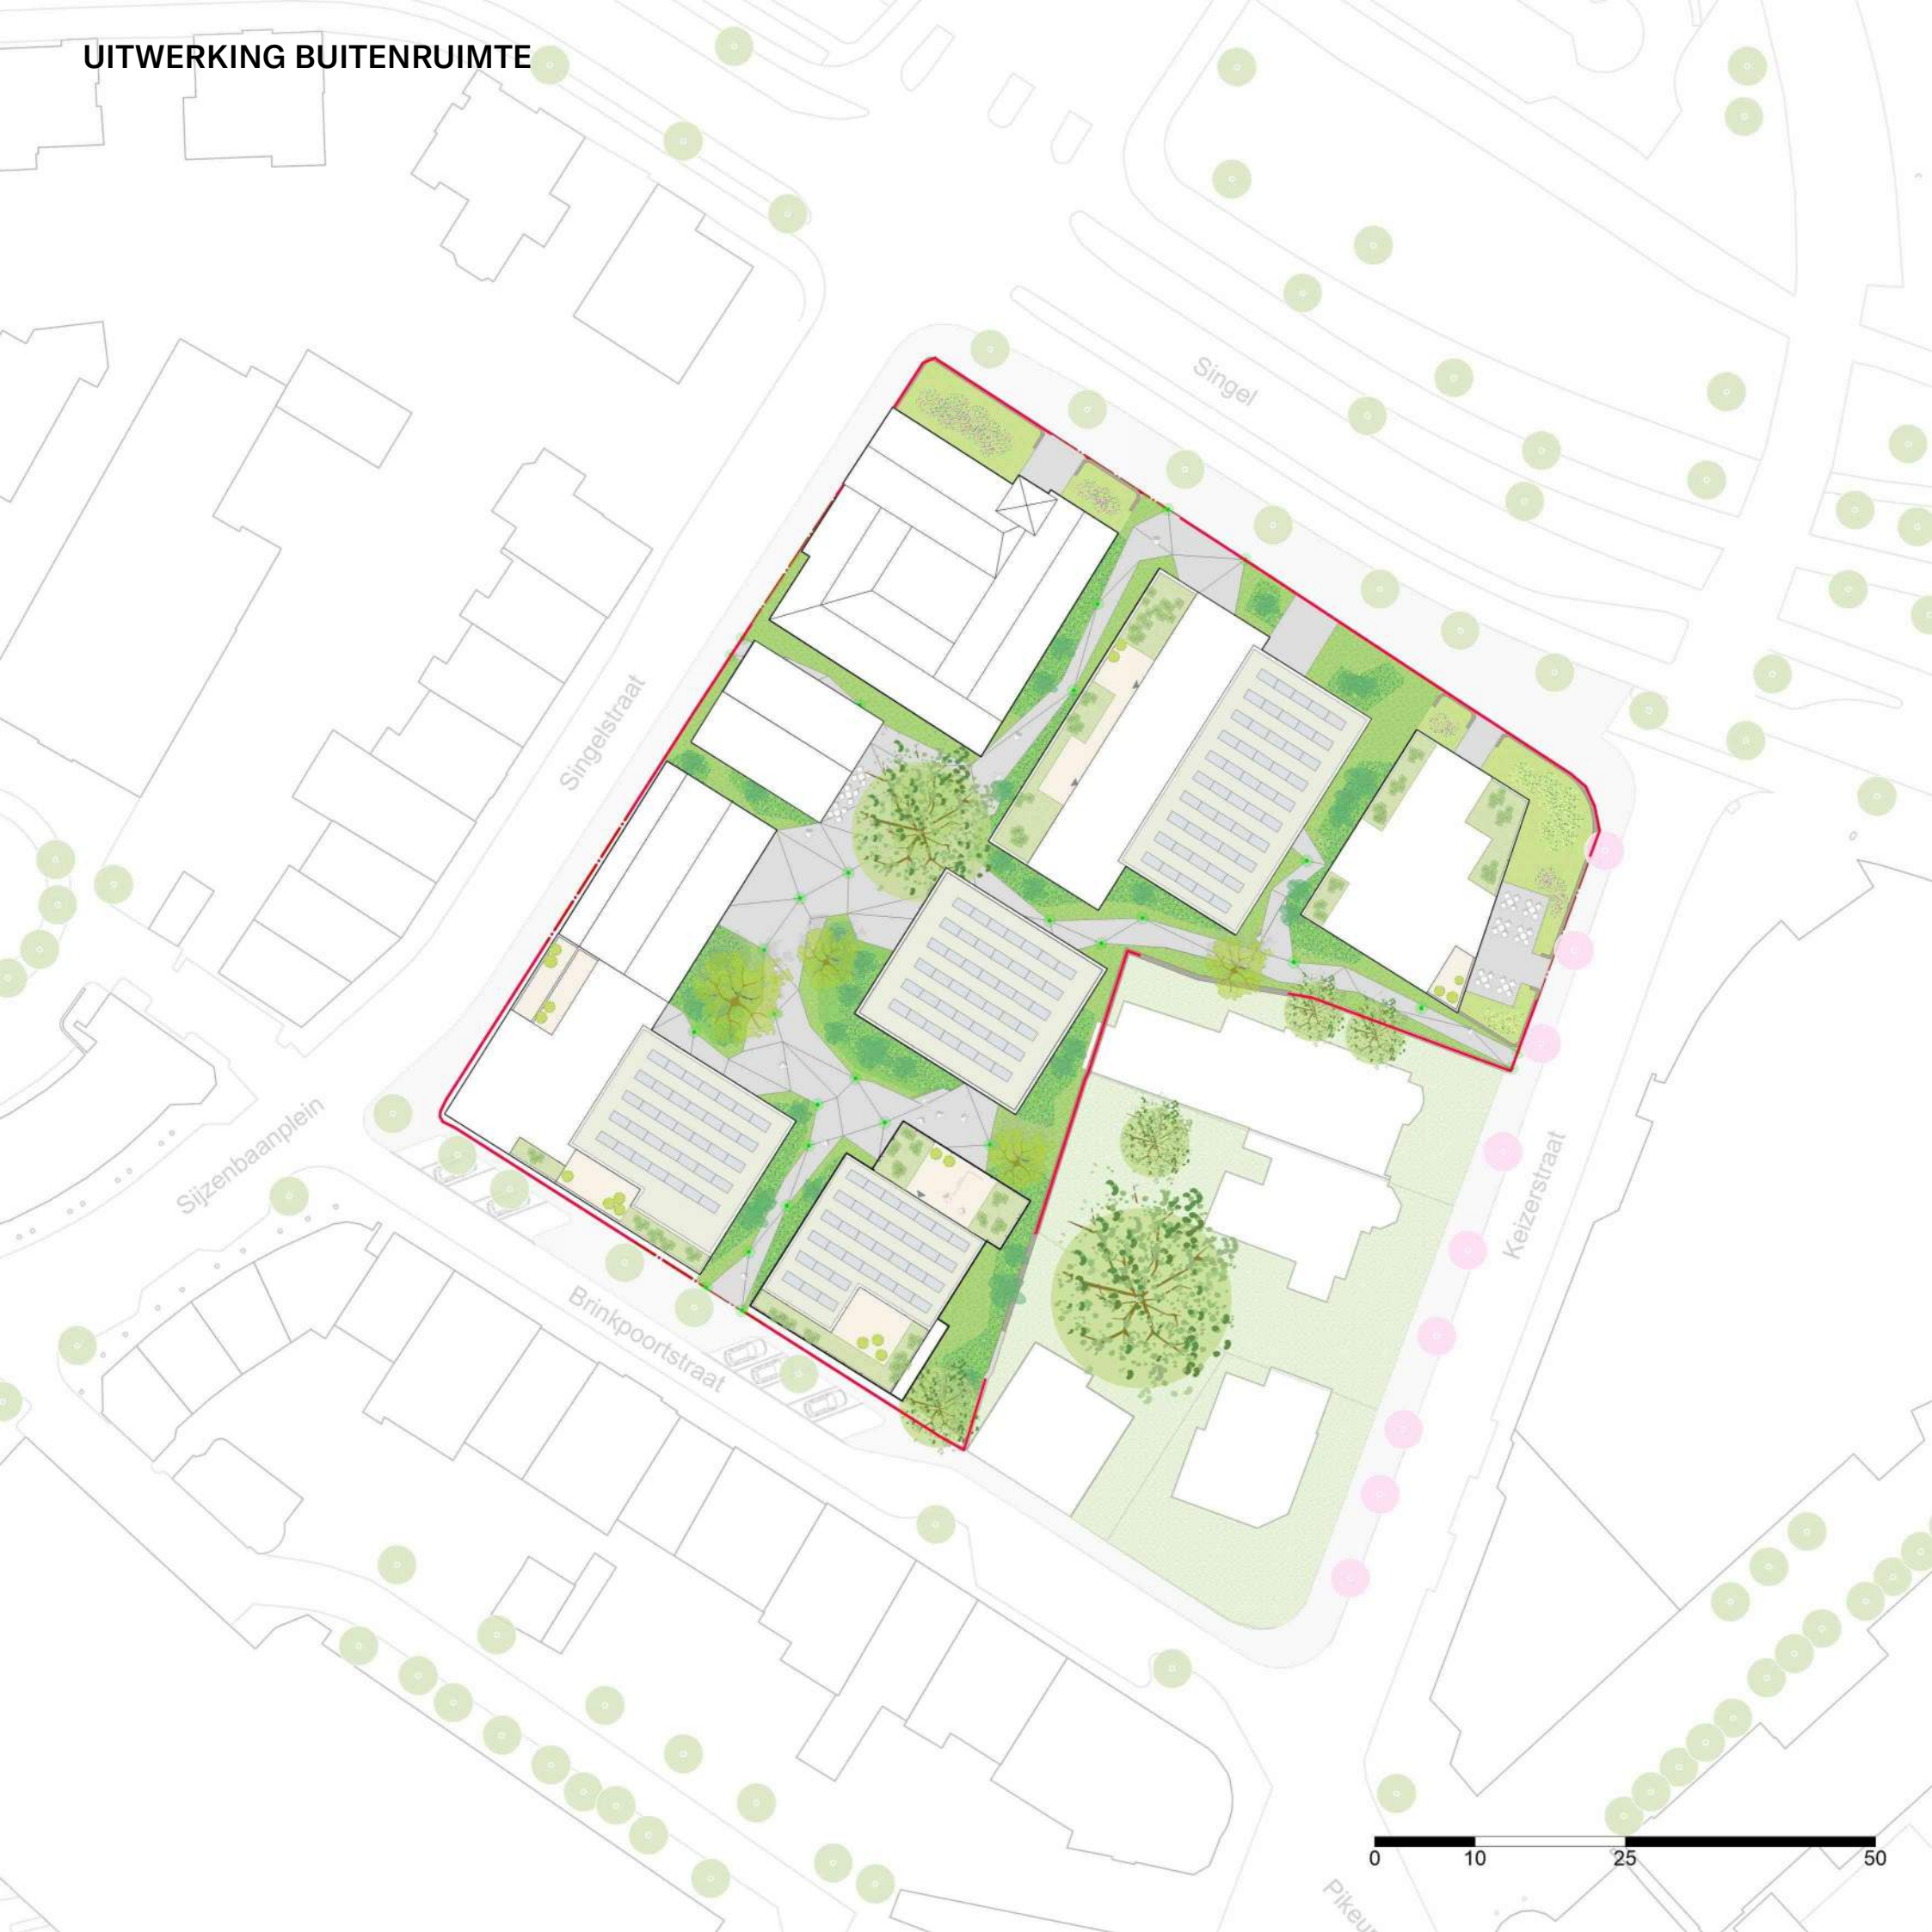 UITWERKING BUITENRUIMTE
Singel
Singelstraat
Sijzenbaanplein
Keizerstraat
Brinkpoortstraat
0 10 25 50